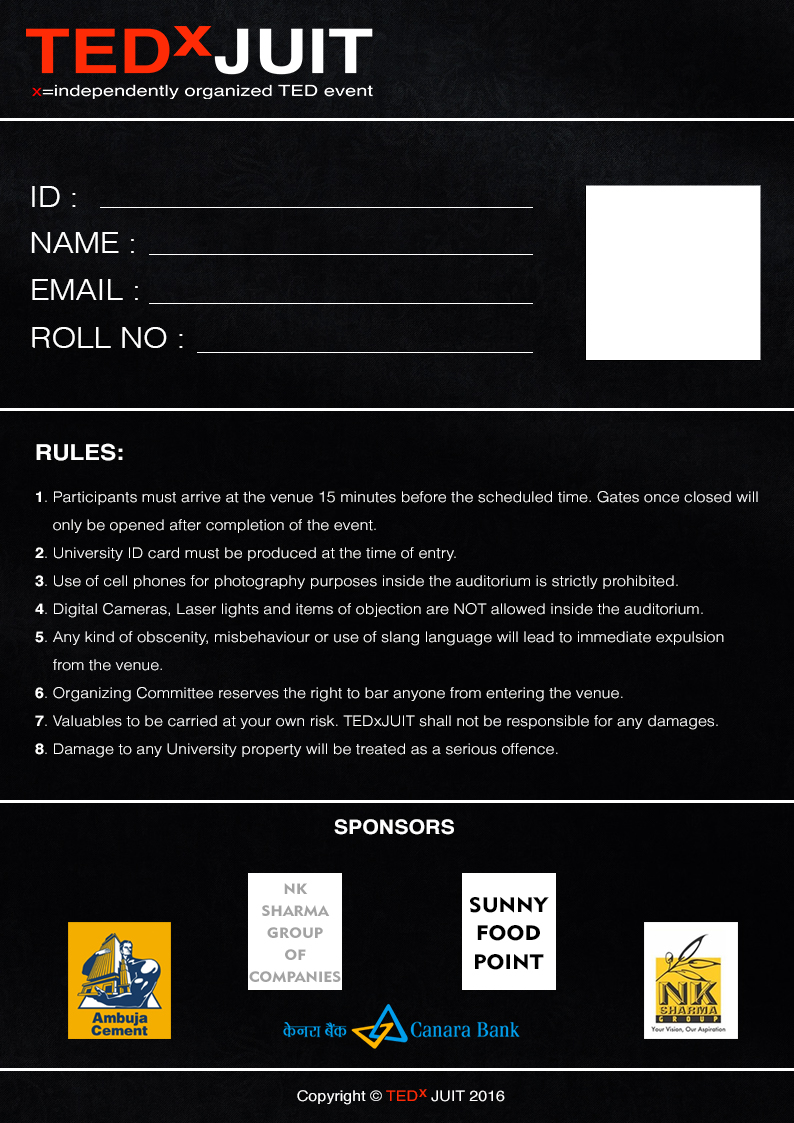 TEDxJUIT
x=independently organized TED event
ID :
NAME :
EMAIL :
ROLL NO :
RULES:
1. Participants must arrive at the venue 15 minutes before the scheduled time. Gates once closed will
only be opened after completion of the event.
2. University ID card must be produced at the time of entry.
3. Use of cell phones for photography purposes inside the auditorium is strictly prohibited.
4. Digital Cameras, Laser lights and items of objection are NOT allowed inside the auditorium.
5. Any kind of obscenity, misbehaviour or use of slang language will lead to immediate expulsion
from the venue.
6. Organizing Committee reserves the right to bar anyone from entering the venue.
7. Valuables to be carried at your own risk. TEDxJUIT shall not be responsible for any damages.
8. Damage to any University property will be treated as a serious offence.
SPONSORS
Ambuja
Cement
NK
SHARMA
GROUP
OF
COMPANIES
SUNNY
FOOD
POINT
NK
SHARMA
GROUP
Your Vision, Our Aspiration
केनरा बैंक Canara Bank
Copyright © TEDx JUIT 2016